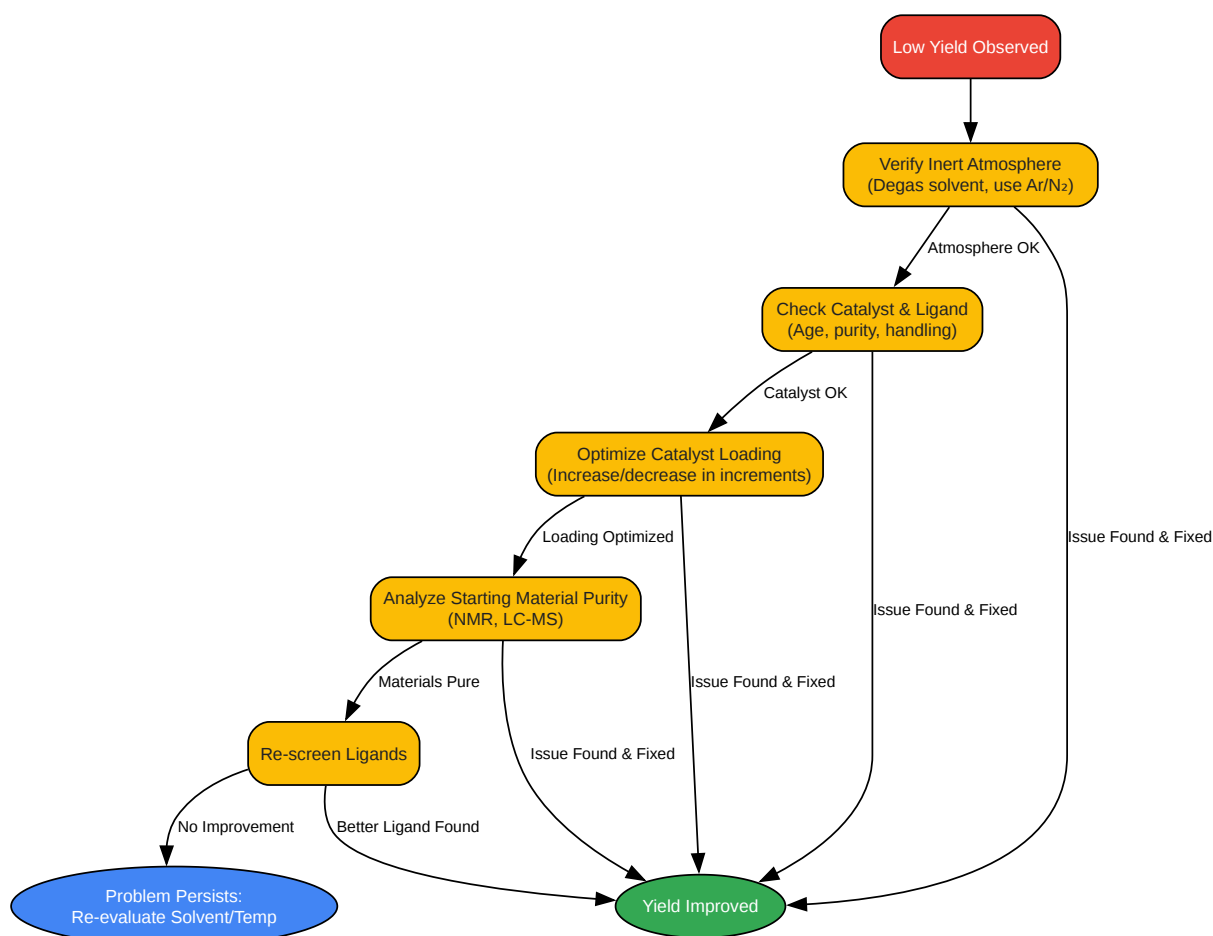 Low Yield Observed
Verify Inert Atmosphere
(Degas solvent, use Ar/N₂)
Atmosphere OK
Check Catalyst & Ligand
(Age, purity, handling)
Catalyst OK
Optimize Catalyst Loading
(Increase/decrease in increments)
Loading Optimized
Issue Found & Fixed
Analyze Starting Material Purity
(NMR, LC-MS)
Issue Found & Fixed
Materials Pure
Issue Found & Fixed
Re-screen Ligands
Issue Found & Fixed
No Improvement
Better Ligand Found
Problem Persists:
Re-evaluate Solvent/Temp
Yield Improved